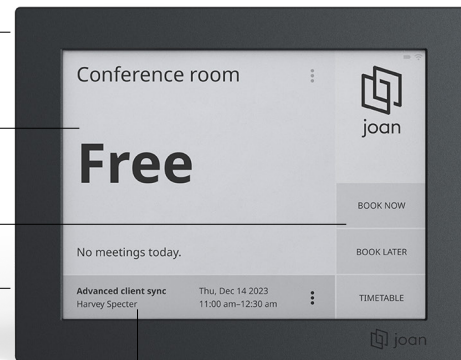 Conference room
joan
Free
BOOK NOW
No meetings today.
BOOK LATER
Advanced client sync
Thu, Dec 14 2023
Harvey Specter
11:00 am–12:30 am
TIMETABLE
joan